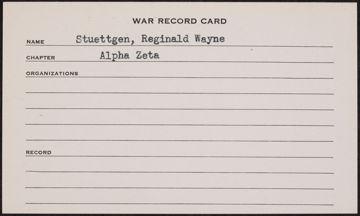 WAR RECORD CARD
NAME Stuettgen, Reginald Wayne
CHAPTER Alpha Zeta
ORGANIZATIONS
RECORD